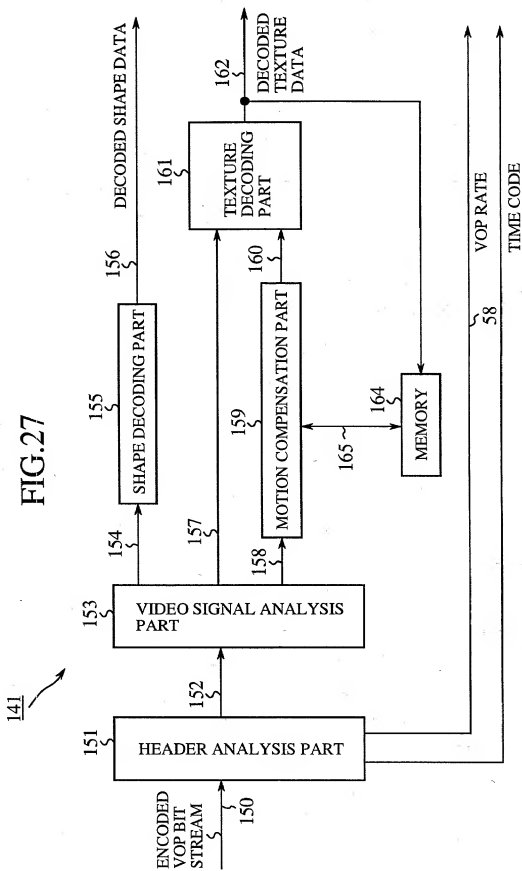 FIG.27
141
ENCODED
VOP BIT
STREAM
150
151
HEADER ANALYSIS PART
152
153
VIDEO SIGNAL ANALYSIS
PART
154
155
SHAPE DECODING PART
156
DECODED SHAPE DATA
157
158
159
MOTION COMPENSATION PART
160
161
TEXTURE
DECODING
PART
162
DECODED
TEXTURE
DATA
164
MEMORY
165
58
VOP RATE
TIME CODE